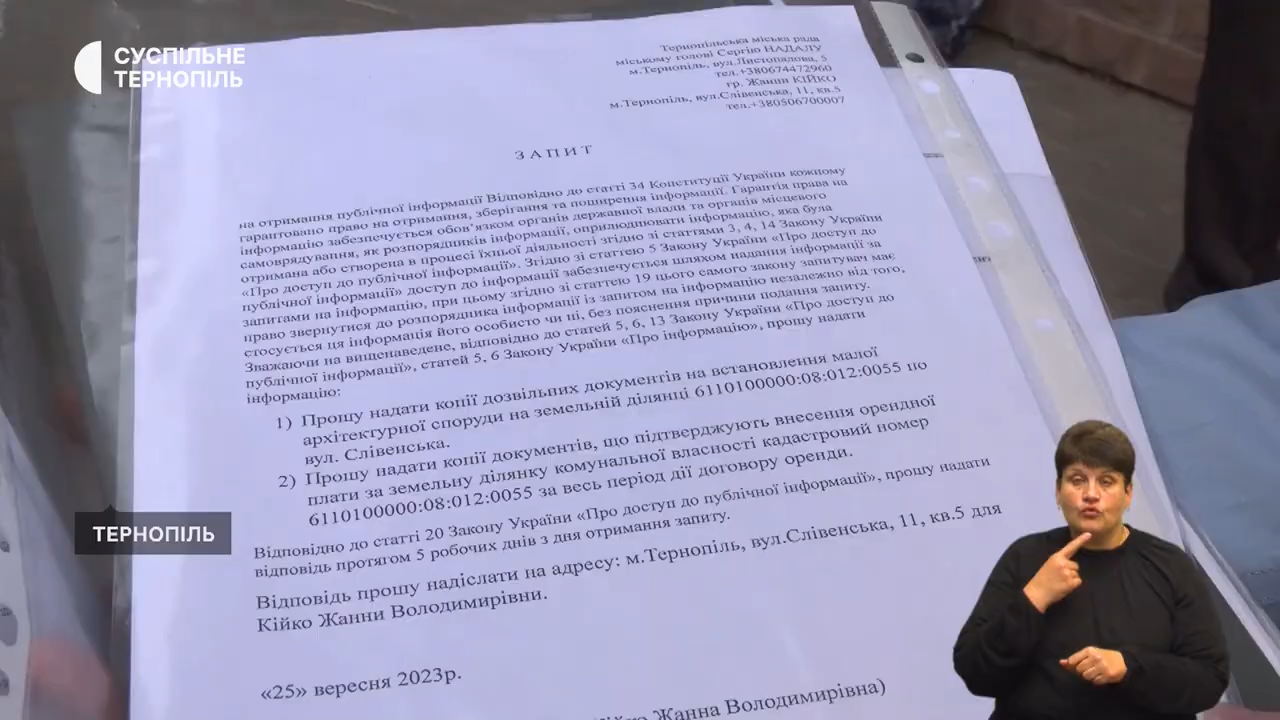 СУСПІЛЬНЕ
ТЕРНОПІЛЬ
Тернопільська міська рада
міському голові Сергію НАДАЛУ
м.Тернопіль, вул.Листопадова, 5
тел.+380674472960
гр. Жанни КІЙКО
м.Тернопіль, вул.Слівенська, 11, кв.5
тел.+380506700007
ЗАПИТ
на отримання публічної інформації Відповідно до статті 34 Конституції України кожному
гарантовано право на отримання, зберігання та поширення інформації. Гарантія права на
інформацію забезпечується обов’язком органів державної влади та органів місцевого
самоврядування, як розпорядників інформації, оприлюднювати інформацію, яка була
отримана або створена в процесі їхньої діяльності згідно зі статтями 3, 4, 14 Закону України
«Про доступ до публічної інформації». Згідно зі статтею 5 Закону України «Про доступ до
публічної інформації» доступ до інформації забезпечується шляхом надання інформації за
запитами на інформацію, при цьому згідно зі статтею 19 цього самого закону запитувач має
право звернутися до розпорядника інформації із запитом на інформацію незалежно від того,
стосується ця інформація його особисто чи ні, без пояснення причини подання запиту.
Зважаючи на вищенаведене, відповідно до статей 5, 6, 13 Закону України «Про доступ до
публічної інформації», статей 5, 6 Закону України «Про інформацію», прошу надати
інформацію:
1) Прошу надати копії дозвільних документів на встановлення малої
архітектурної споруди на земельній ділянці 6110100000:08:012:0055 по
вул. Слівенська.
2) Прошу надати копії документів, що підтверджують внесення орендної
плати за земельну ділянку комунальної власності кадастровий номер
6110100000:08:012:0055 за весь період дії договору оренди.
Відповідно до статті 20 Закону України «Про доступ до публічної інформації», прошу надати
відповідь протягом 5 робочих днів з дня отримання запиту.
Відповідь прошу надіслати на адресу: м.Тернопіль, вул.Слівенська, 11, кв.5 для
Кійко Жанни Володимирівни.
«25» вересня 2023р.
Жанна Володимирівна)
ТЕРНОПІЛЬ